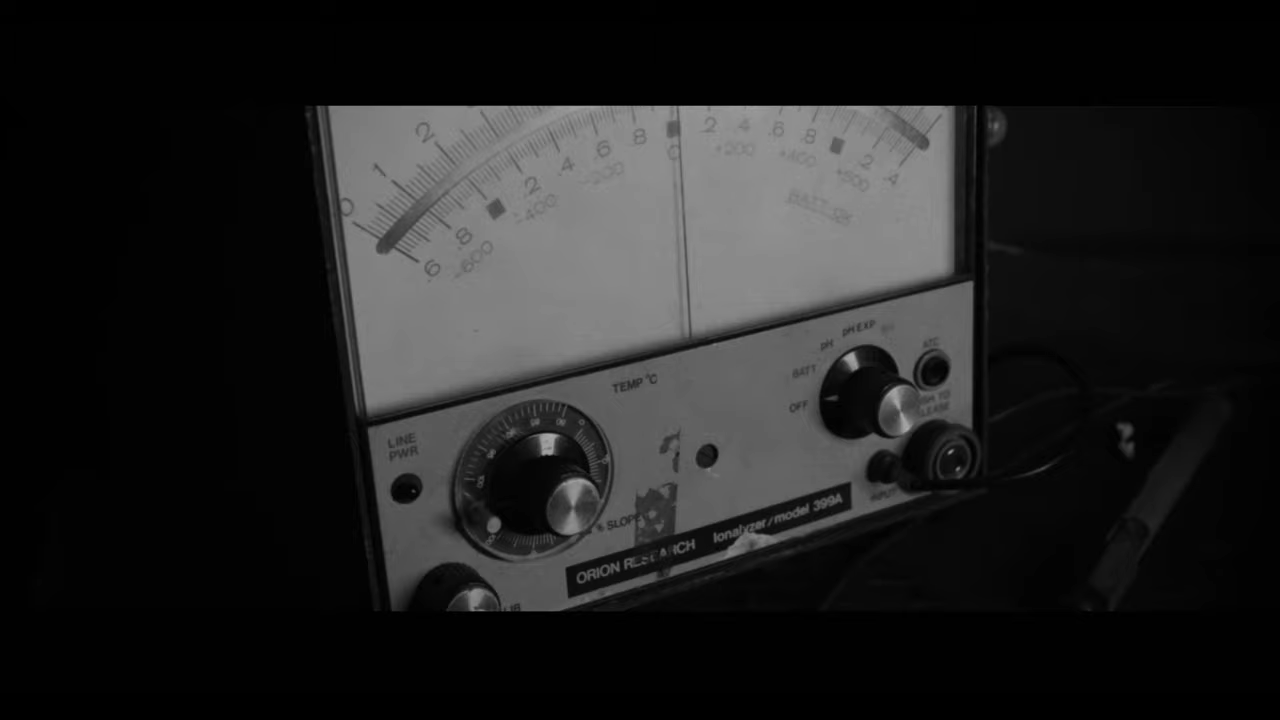 0 1 2
6 .8 .2 .4 .6 .8 0 .2 .4 .6 .8 .2 .4
-600 -400 -200 +200 +400 +600
BATT-OK
TEMP °C
pH pH EXP
BATT
OFF
ATC
LINE
PWR
% SLOPE
INPUT
ORION RESEARCH Ionalyzer / model 399A